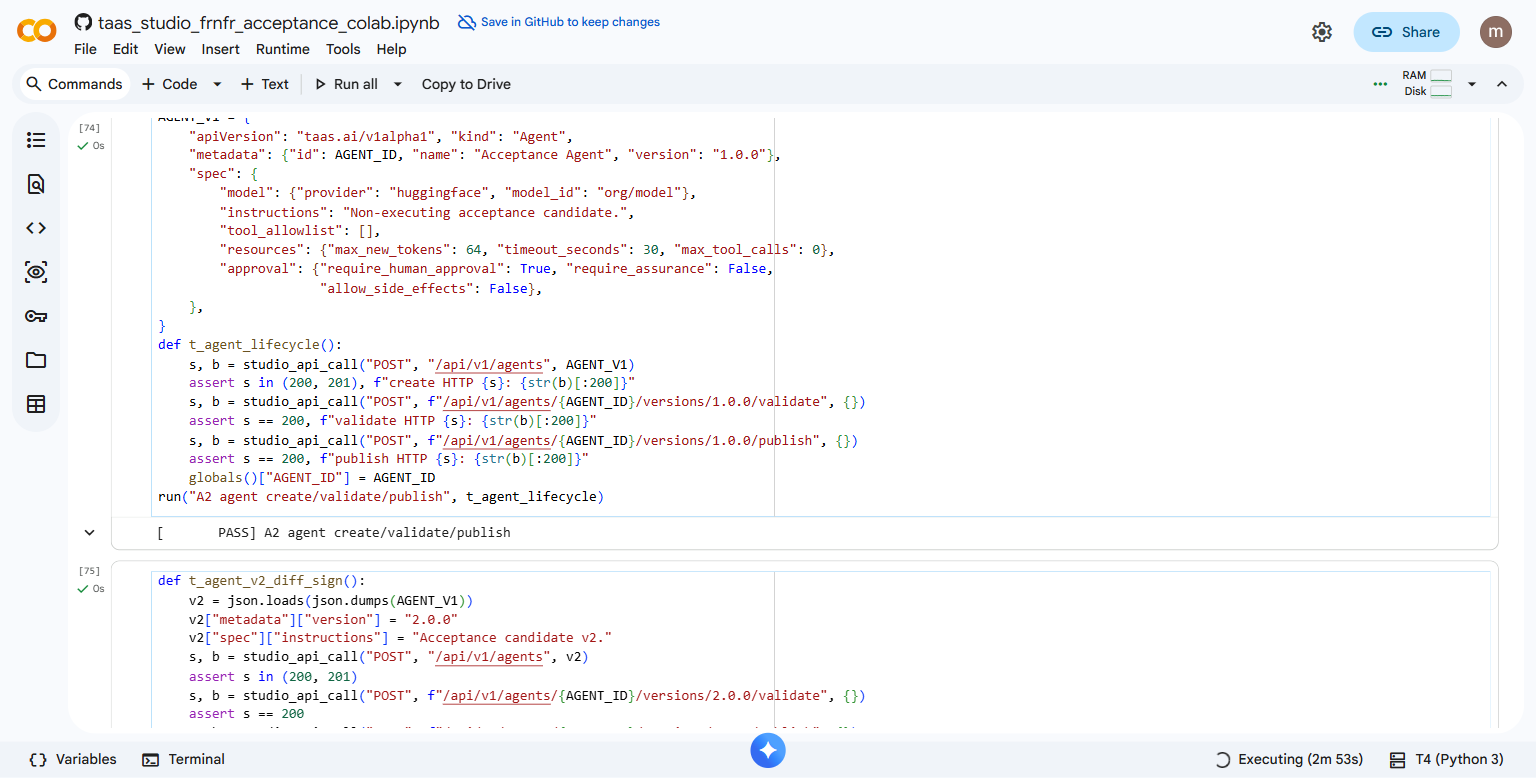 taas_studio_frnfr_acceptance_colab.ipynb
Save in GitHub to keep changes
File Edit View Insert Runtime Tools Help
Share
m
Commands + Code + Text Run all Copy to Drive
RAM
Disk
[74]
0s
AGENT_V1 = {
"apiVersion": "taas.ai/v1alpha1", "kind": "Agent",
"metadata": {"id": AGENT_ID, "name": "Acceptance Agent", "version": "1.0.0"},
"spec": {
"model": {"provider": "huggingface", "model_id": "org/model"},
"instructions": "Non-executing acceptance candidate.",
"tool_allowlist": [],
"resources": {"max_new_tokens": 64, "timeout_seconds": 30, "max_tool_calls": 0},
"approval": {"require_human_approval": True, "require_assurance": False,
"allow_side_effects": False},
},
}
def t_agent_lifecycle():
s, b = studio_api_call("POST", "/api/v1/agents", AGENT_V1)
assert s in (200, 201), f"create HTTP {s}: {str(b)[:200]}"
s, b = studio_api_call("POST", f"/api/v1/agents/{AGENT_ID}/versions/1.0.0/validate", {})
assert s == 200, f"validate HTTP {s}: {str(b)[:200]}"
s, b = studio_api_call("POST", f"/api/v1/agents/{AGENT_ID}/versions/1.0.0/publish", {})
assert s == 200, f"publish HTTP {s}: {str(b)[:200]}"
globals()["AGENT_ID"] = AGENT_ID
run("A2 agent create/validate/publish", t_agent_lifecycle)
[ PASS] A2 agent create/validate/publish
[75]
0s
def t_agent_v2_diff_sign():
v2 = json.loads(json.dumps(AGENT_V1))
v2["metadata"]["version"] = "2.0.0"
v2["spec"]["instructions"] = "Acceptance candidate v2."
s, b = studio_api_call("POST", "/api/v1/agents", v2)
assert s in (200, 201)
s, b = studio_api_call("POST", f"/api/v1/agents/{AGENT_ID}/versions/2.0.0/validate", {})
assert s == 200
Variables Terminal Executing (2m 53s) T4 (Python 3)